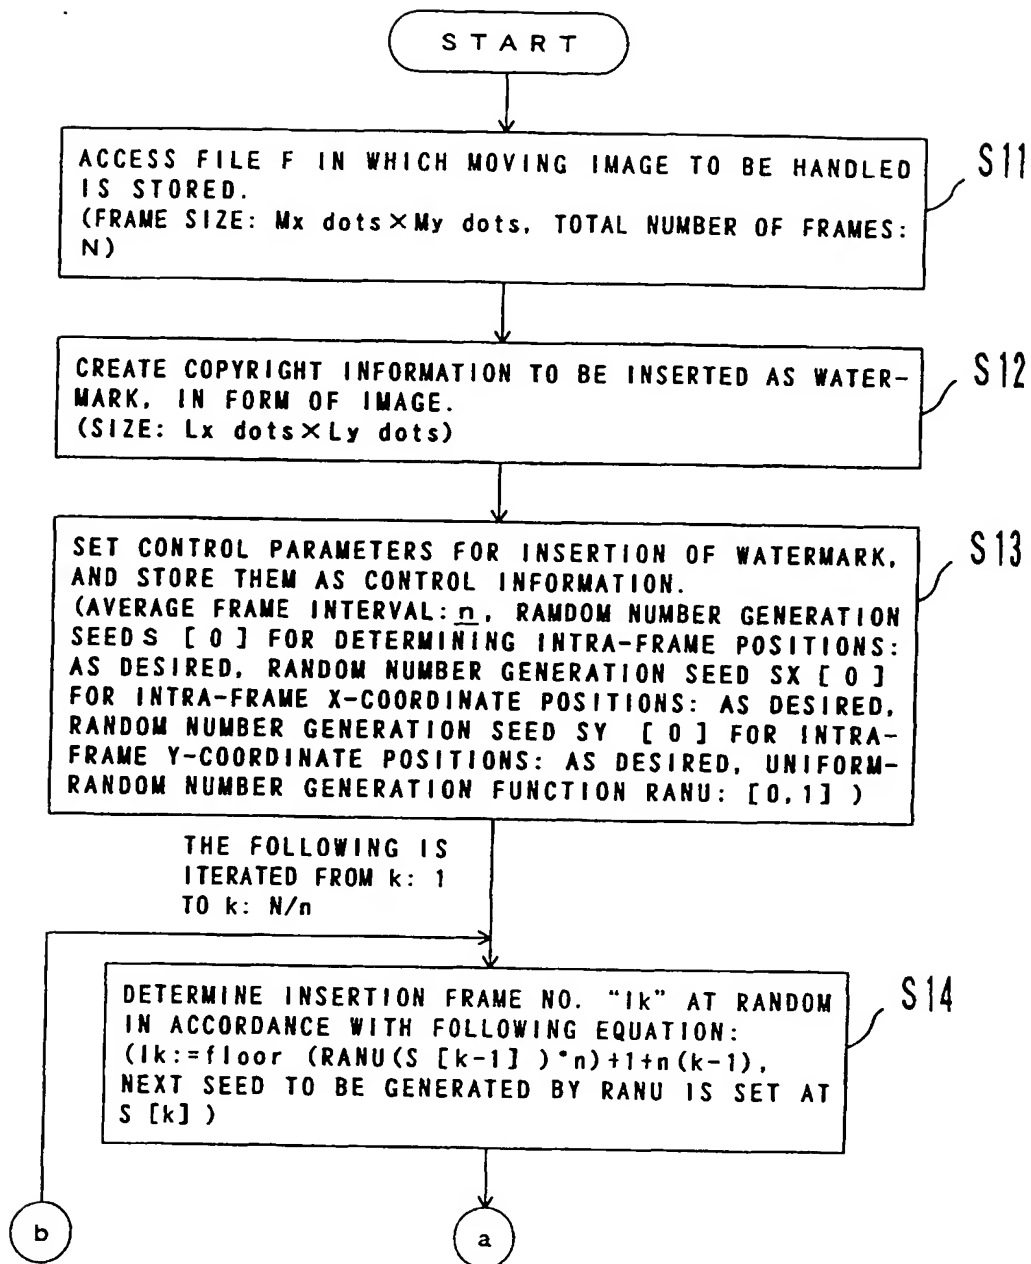 START
ACCESS FILE F IN WHICH MOVING IMAGE TO BE HANDLED
IS STORED.
(FRAME SIZE: Mx dots×My dots, TOTAL NUMBER OF FRAMES:
N)
S11
CREATE COPYRIGHT INFORMATION TO BE INSERTED AS WATER-
MARK, IN FORM OF IMAGE.
(SIZE: Lx dots×Ly dots)
S12
SET CONTROL PARAMETERS FOR INSERTION OF WATERMARK,
AND STORE THEM AS CONTROL INFORMATION.
(AVERAGE FRAME INTERVAL: n, RAMDOM NUMBER GENERATION
SEED S [0] FOR DETERMINING INTRA-FRAME POSITIONS:
AS DESIRED, RANDOM NUMBER GENERATION SEED SX [0]
FOR INTRA-FRAME X-COORDINATE POSITIONS: AS DESIRED,
RANDOM NUMBER GENERATION SEED SY [0] FOR INTRA-
FRAME Y-COORDINATE POSITIONS: AS DESIRED, UNIFORM-
RANDOM NUMBER GENERATION FUNCTION RANU: [0,1] )
S13
THE FOLLOWING IS
ITERATED FROM k: 1
TO k: N/n
DETERMINE INSERTION FRAME NO. "Ik" AT RANDOM
IN ACCORDANCE WITH FOLLOWING EQUATION:
(Ik:=floor (RANU(S [k-1] )*n)+1+n(k-1),
NEXT SEED TO BE GENERATED BY RANU IS SET AT
S [k] )
S14
b
a